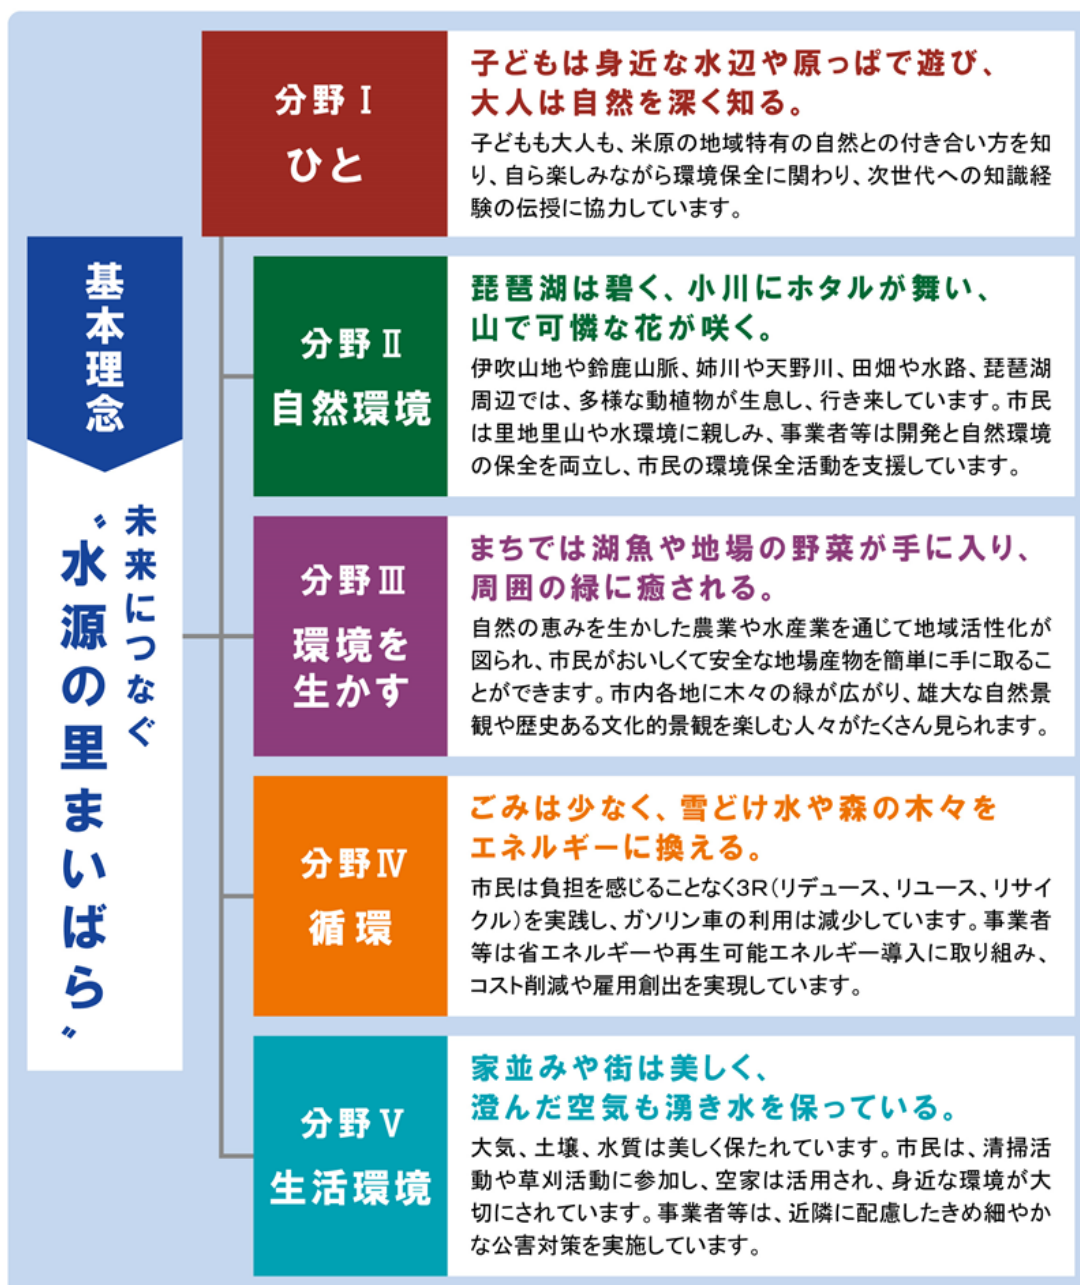 基本理念
未来につなぐ
〝水源の里まいばら〟
分野Ⅰ
ひと
子どもは身近な水辺や原っぱで遊び、
大人は自然を深く知る。
子どもも大人も、米原の地域特有の自然との付き合い方を知
り、自ら楽しみながら環境保全に関わり、次世代への知識経
験の伝授に協力しています。
分野Ⅱ
自然環境
琵琶湖は碧く、小川にホタルが舞い、
山で可憐な花が咲く。
伊吹山地や鈴鹿山脈、姉川や天野川、田畑や水路、琵琶湖
周辺では、多様な動植物が生息し、行き来しています。市民
は里地里山や水環境に親しみ、事業者等は開発と自然環境
の保全を両立し、市民の環境保全活動を支援しています。
分野Ⅲ
環境を
生かす
まちでは湖魚や地場の野菜が手に入り、
周囲の緑に癒される。
自然の恵みを生かした農業や水産業を通じて地域活性化が
図られ、市民がおいしくて安全な地場産物を簡単に手に取るこ
とができます。市内各地に木々の緑が広がり、雄大な自然景
観や歴史ある文化的景観を楽しむ人々がたくさん見られます。
分野Ⅳ
循環
ごみは少なく、雪どけ水や森の木々を
エネルギーに換える。
市民は負担を感じることなく3R(リデュース、リユース、リサイ
クル)を実践し、ガソリン車の利用は減少しています。事業者
等は省エネルギーや再生可能エネルギー導入に取り組み、
コスト削減や雇用創出を実現しています。
分野Ⅴ
生活環境
家並みや街は美しく、
澄んだ空気も湧き水を保っている。
大気、土壌、水質は美しく保たれています。市民は、清掃活
動や草刈活動に参加し、空家は活用され、身近な環境が大
切にされています。事業者等は、近隣に配慮したきめ細やか
な公害対策を実施しています。